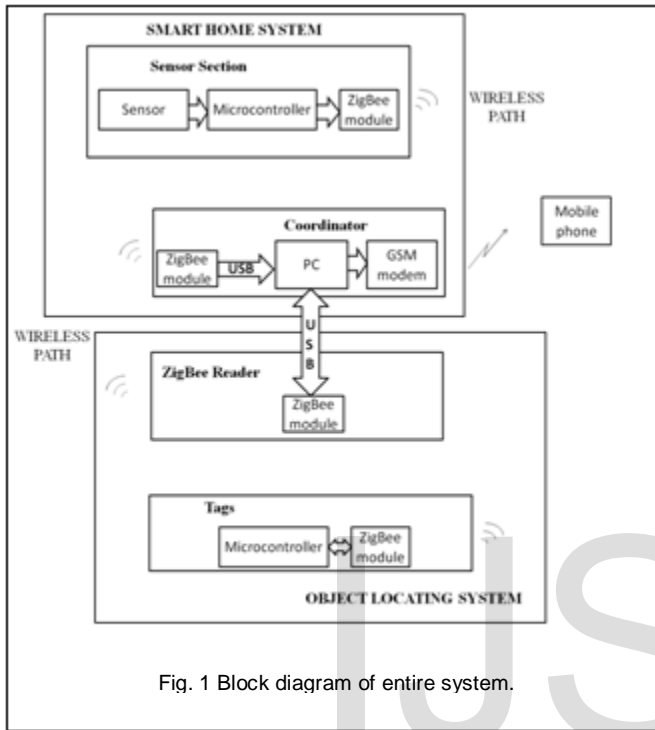 SMART HOME SYSTEM
Sensor Section
Sensor
Microcontroller
ZigBee
module
WIRELESS
PATH
Mobile
phone
Coordinator
ZigBee
module
USB
PC
GSM
modem
WIRELESS
PATH
USB
ZigBee Reader
ZigBee
module
Tags
Microcontroller
ZigBee
module
OBJECT LOCATING SYSTEM
Fig. 1 Block diagram of entire system.
IJS